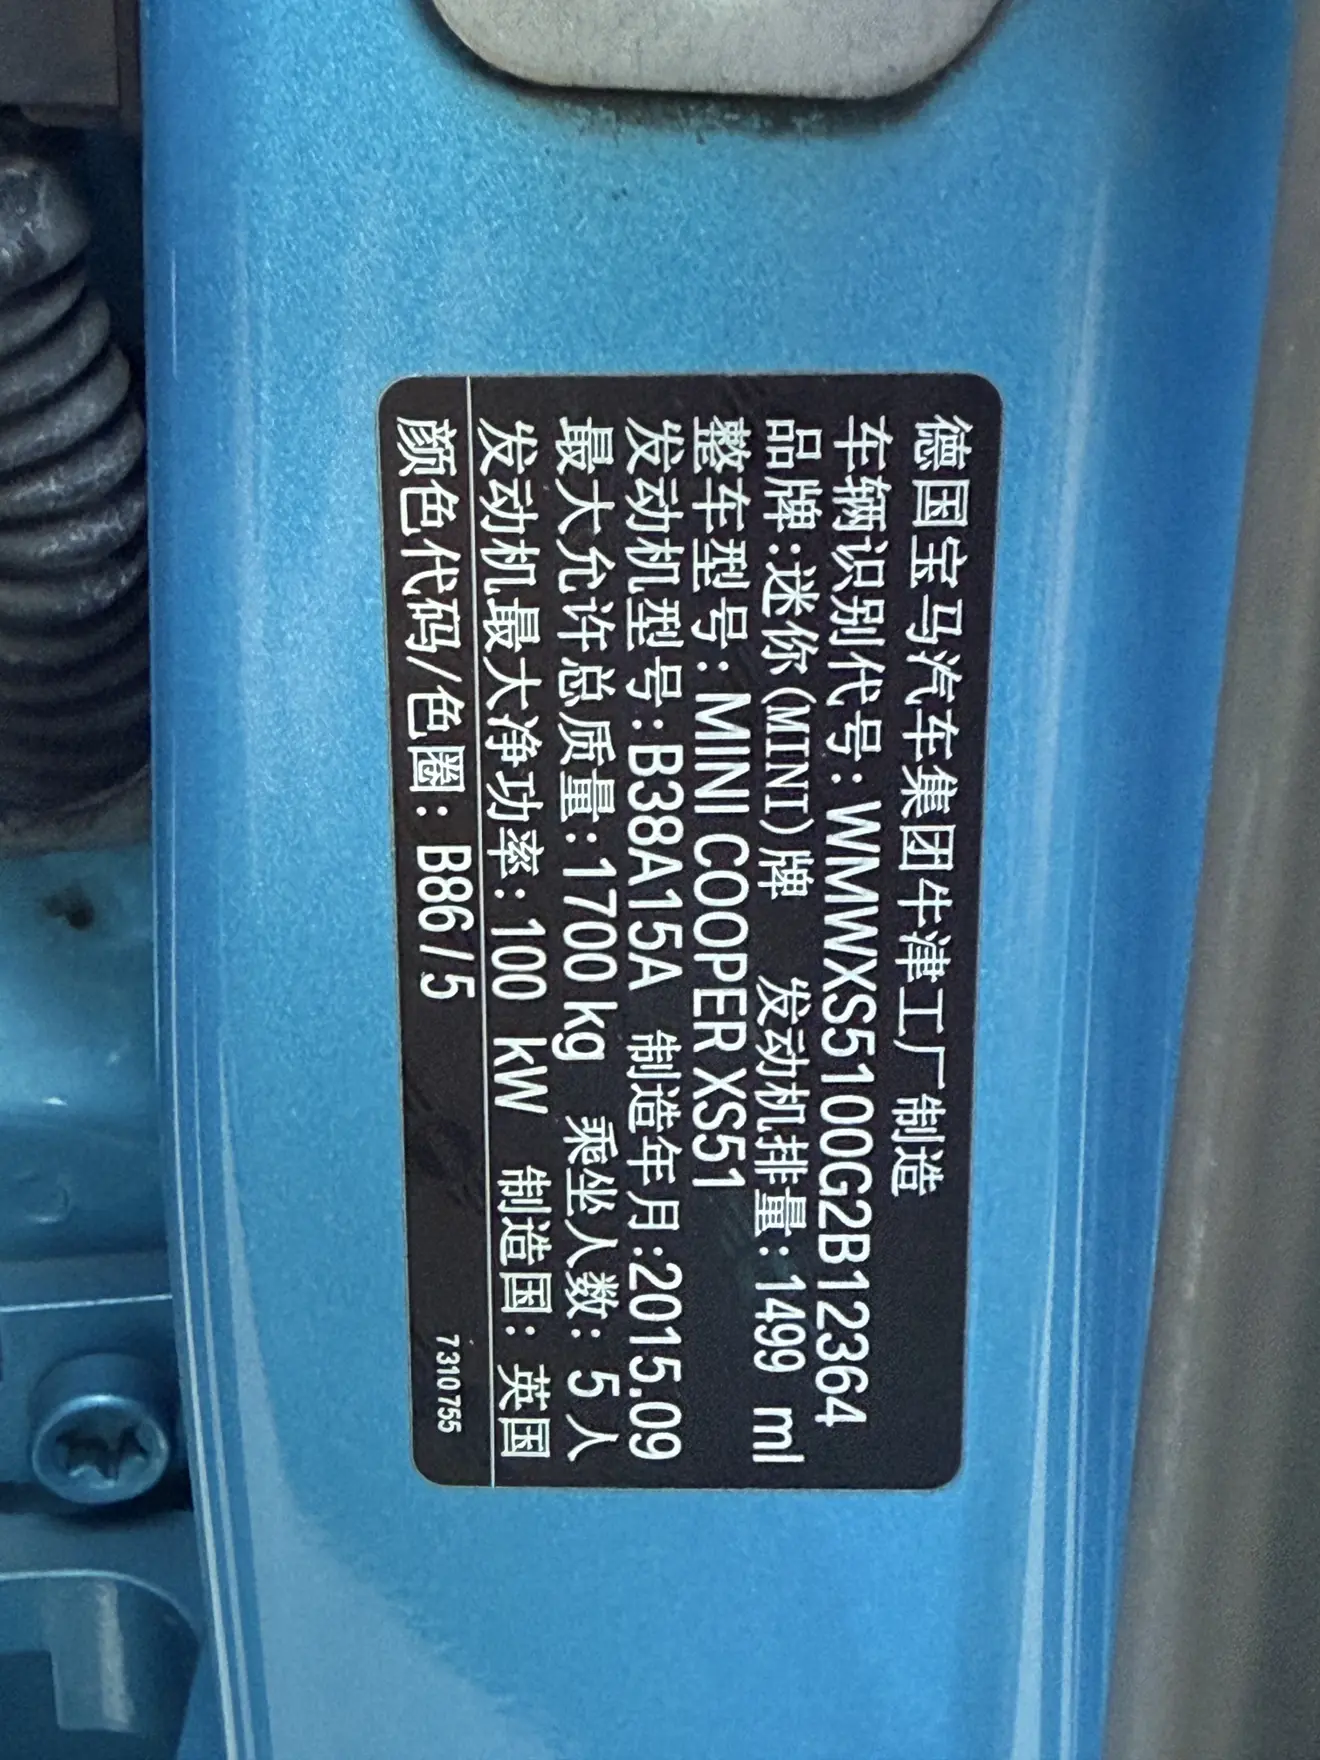 德国宝马汽车集团牛津工厂制造
车辆识别代号:WMWXS5100G2B12364
品牌:迷你(MINI)牌 发动机排量:1499 ml
整车型号:MINI COOPER XS51
发动机型号:B38A15A 制造年月:2015.09
最大允许总质量:1700 kg 乘坐人数: 5 人
发动机最大净功率:100 kW 制造国: 英国
颜色代码/色圈: B86/5
7310755